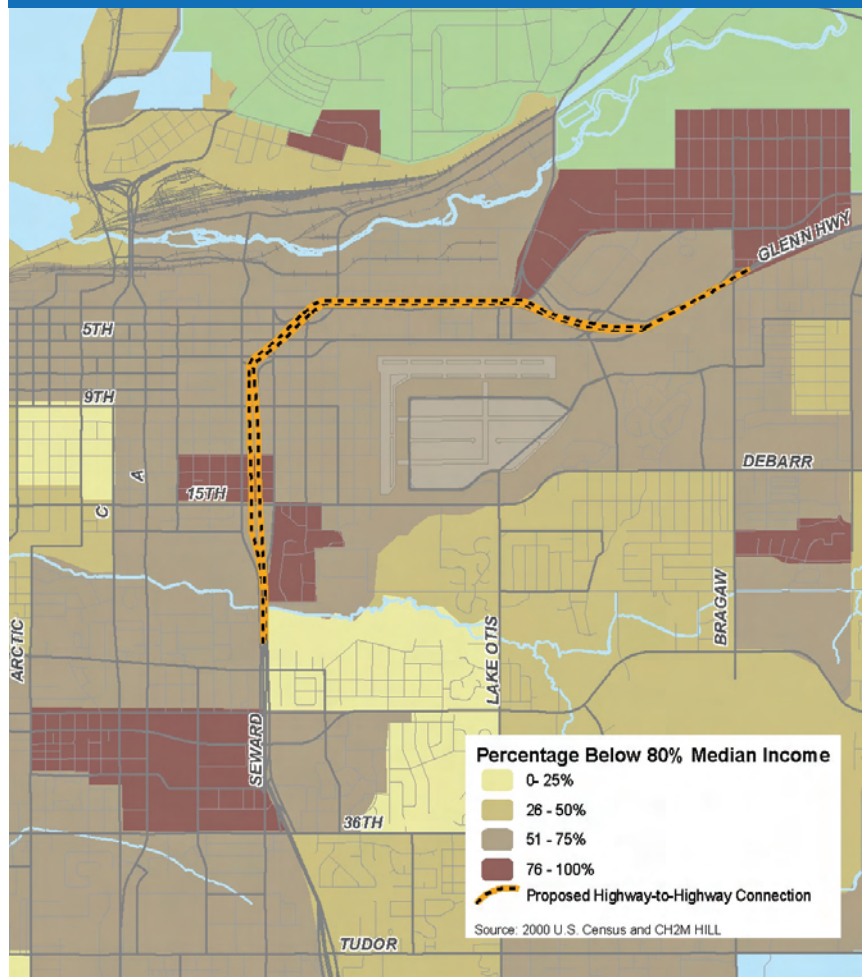 GLENN HWY
5TH
9TH
A
DEBARR
15TH
C
BRAGAW
ARCTIC
LAKE OTIS
SEWARD
36TH
TUDOR
Percentage Below 80% Median Income
0- 25%
26 - 50%
51 - 75%
76 - 100%
Proposed Highway-to-Highway Connection
Source: 2000 U.S. Census and CH2M HILL